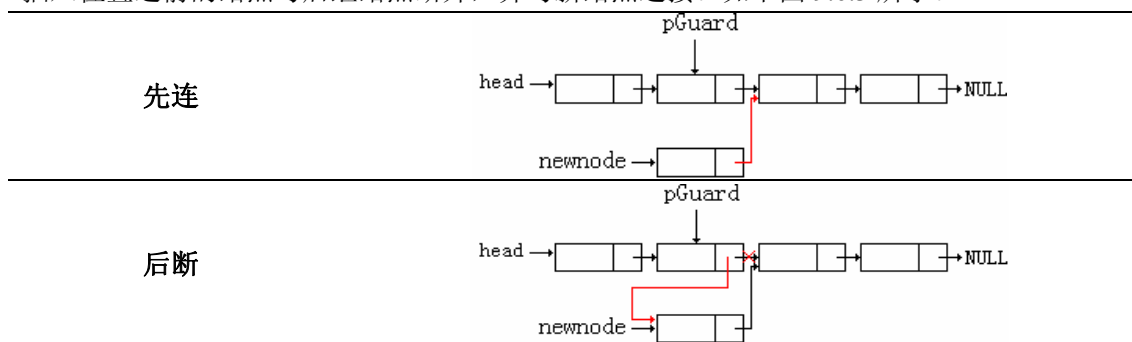 pGuard
先连
head
NULL
newnode
pGuard
后断
head
NULL
newnode